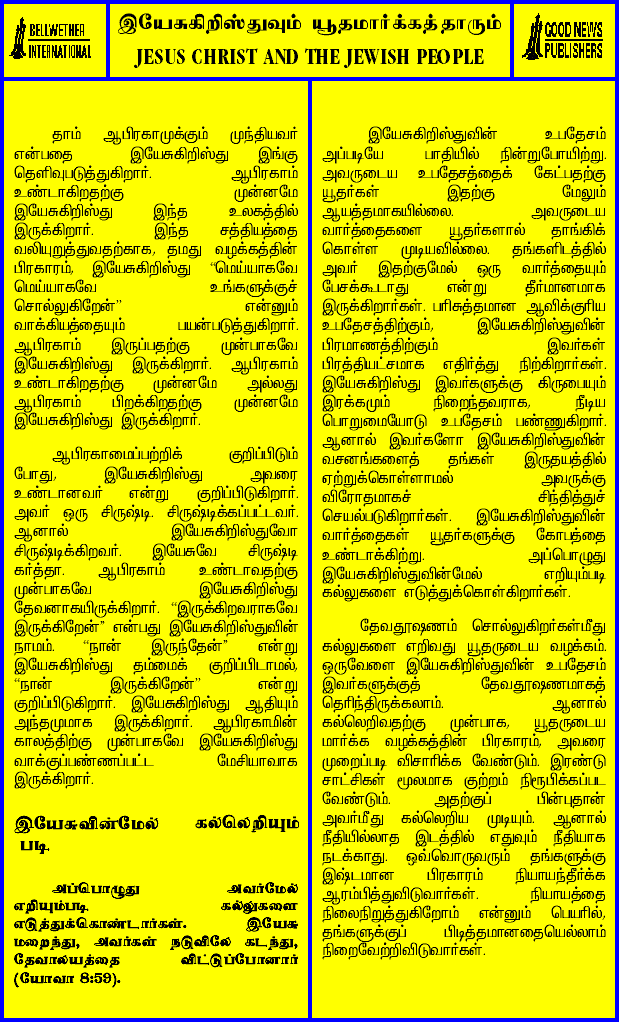 BELLWETHER
INTERNATIONAL
இயேசுகிறிஸ்துவும் யூதமார்க்கத்தாரும்
JESUS CHRIST AND THE JEWISH PEOPLE
GOOD NEWS
PUBLISHERS
தாம் ஆபிரகாமுக்கும் முந்தியவர்
என்பதை இயேசுகிறிஸ்து இங்கு
தெளிவுபடுத்துகிறார். ஆபிரகாம்
உண்டாகிறதற்கு முன்னமே
இயேசுகிறிஸ்து இந்த உலகத்தில்
இருக்கிறார். இந்த சத்தியத்தை
வலியுறுத்துவதற்காக, தமது வழக்கத்தின்
பிரகாரம், இயேசுகிறிஸ்து “மெய்யாகவே
மெய்யாகவே உங்களுக்குச்
சொல்லுகிறேன்” என்னும்
வாக்கியத்தையும் பயன்படுத்துகிறார்.
ஆபிரகாம் இருப்பதற்கு முன்பாகவே
இயேசுகிறிஸ்து இருக்கிறார். ஆபிரகாம்
உண்டாகிறதற்கு முன்னமே அல்லது
ஆபிரகாம் பிறக்கிறதற்கு முன்னமே
இயேசுகிறிஸ்து இருக்கிறார்.
ஆபிரகாமைப்பற்றிக் குறிப்பிடும்
போது, இயேசுகிறிஸ்து அவரை
உண்டானவர் என்று குறிப்பிடுகிறார்.
அவர் ஒரு சிருஷ்டி. சிருஷ்டிக்கப்பட்டவர்.
ஆனால் இயேசுகிறிஸ்துவோ
சிருஷ்டிக்கிறவர். இயேசுவே சிருஷ்டி
கர்த்தா. ஆபிரகாம் உண்டாவதற்கு
முன்பாகவே இயேசுகிறிஸ்து
தேவனாகயிருக்கிறார். “இருக்கிறவராகவே
இருக்கிறேன்” என்பது இயேசுகிறிஸ்துவின்
நாமம். “நான் இருந்தேன்” என்று
இயேசுகிறிஸ்து தம்மைக் குறிப்பிடாமல்,
“நான் இருக்கிறேன்” என்று
குறிப்பிடுகிறார். இயேசுகிறிஸ்து ஆதியும்
அந்தமுமாக இருக்கிறார். ஆபிரகாமின்
காலத்திற்கு முன்பாகவே இயேசுகிறிஸ்து
வாக்குப்பண்ணப்பட்ட மேசியாவாக
இருக்கிறார்.
இயேசுவின்மேல் கல்லெறியும்
படி
அப்பொழுது அவர்மேல்
எறியும்படி கல்லுகளை
எடுத்துக்கொண்டார்கள். இயேசு
மறைந்து, அவர்கள் நடுவிலே கடந்து,
தேவாலயத்தை விட்டுப்போனார்
(யோவா 8:59).
இயேசுகிறிஸ்துவின் உபதேசம்
அப்படியே பாதியில் நின்றுபோயிற்று.
அவருடைய உபதேசத்தைக் கேட்பதற்கு
யூதர்கள் இதற்கு மேலும்
ஆயத்தமாகயில்லை. அவருடைய
வார்த்தைகளை யூதர்களால் தாங்கிக்
கொள்ள முடியவில்லை. தங்களிடத்தில்
அவர் இதற்குமேல் ஒரு வார்த்தையும்
பேசக்கூடாது என்று தீர்மானமாக
இருக்கிறார்கள். பரிசுத்தமான ஆவிக்குரிய
உபதேசத்திற்கும், இயேசுகிறிஸ்துவின்
பிரமாணத்திற்கும் இவர்கள்
பிரத்தியட்சமாக எதிர்த்து நிற்கிறார்கள்.
இயேசுகிறிஸ்து இவர்களுக்கு கிருபையும்
இரக்கமும் நிறைந்தவராக, நீடிய
பொறுமையோடு உபதேசம் பண்ணுகிறார்.
ஆனால் இவர்களோ இயேசுகிறிஸ்துவின்
வசனங்களைத் தங்கள் இருதயத்தில்
ஏற்றுக்கொள்ளாமல் அவருக்கு
விரோதமாகச் சிந்தித்துச்
செயல்படுகிறார்கள். இயேசுகிறிஸ்துவின்
வார்த்தைகள் யூதர்களுக்கு கோபத்தை
உண்டாக்கிற்று. அப்பொழுது
இயேசுகிறிஸ்துவின்மேல் எறியும்படி
கல்லுகளை எடுத்துக்கொள்கிறார்கள்.
தேவதூஷணம் சொல்லுகிறர்கள்மீது
கல்லுகளை எறிவது யூதருடைய வழக்கம்.
ஒருவேளை இயேசுகிறிஸ்துவின் உபதேசம்
இவர்களுக்குத் தேவதூஷணமாகத்
தெரிந்திருக்கலாம். ஆனால்
கல்லெறிவதற்கு முன்பாக, யூதருடைய
மார்க்க வழக்கத்தின் பிரகாரம், அவரை
முறைப்படி விசாரிக்க வேண்டும். இரண்டு
சாட்சிகள் மூலமாக குற்றம் நிரூபிக்கப்பட
வேண்டும். அதற்குப் பின்புதான்
அவர்மீது கல்லெறிய முடியும். ஆனால்
நீதியில்லாத இடத்தில் எதுவும் நீதியாக
நடக்காது. ஒவ்வொருவரும் தங்களுக்கு
இஷ்டமான பிரகாரம் நியாயந்தீர்க்க
ஆரம்பித்துவிடுவார்கள். நியாயத்தை
நிலைநிறுத்துகிறோம் என்னும் பெயரில்,
தங்களுக்குப் பிடித்தமானதையெல்லாம்
நிறைவேற்றிவிடுவார்கள்.